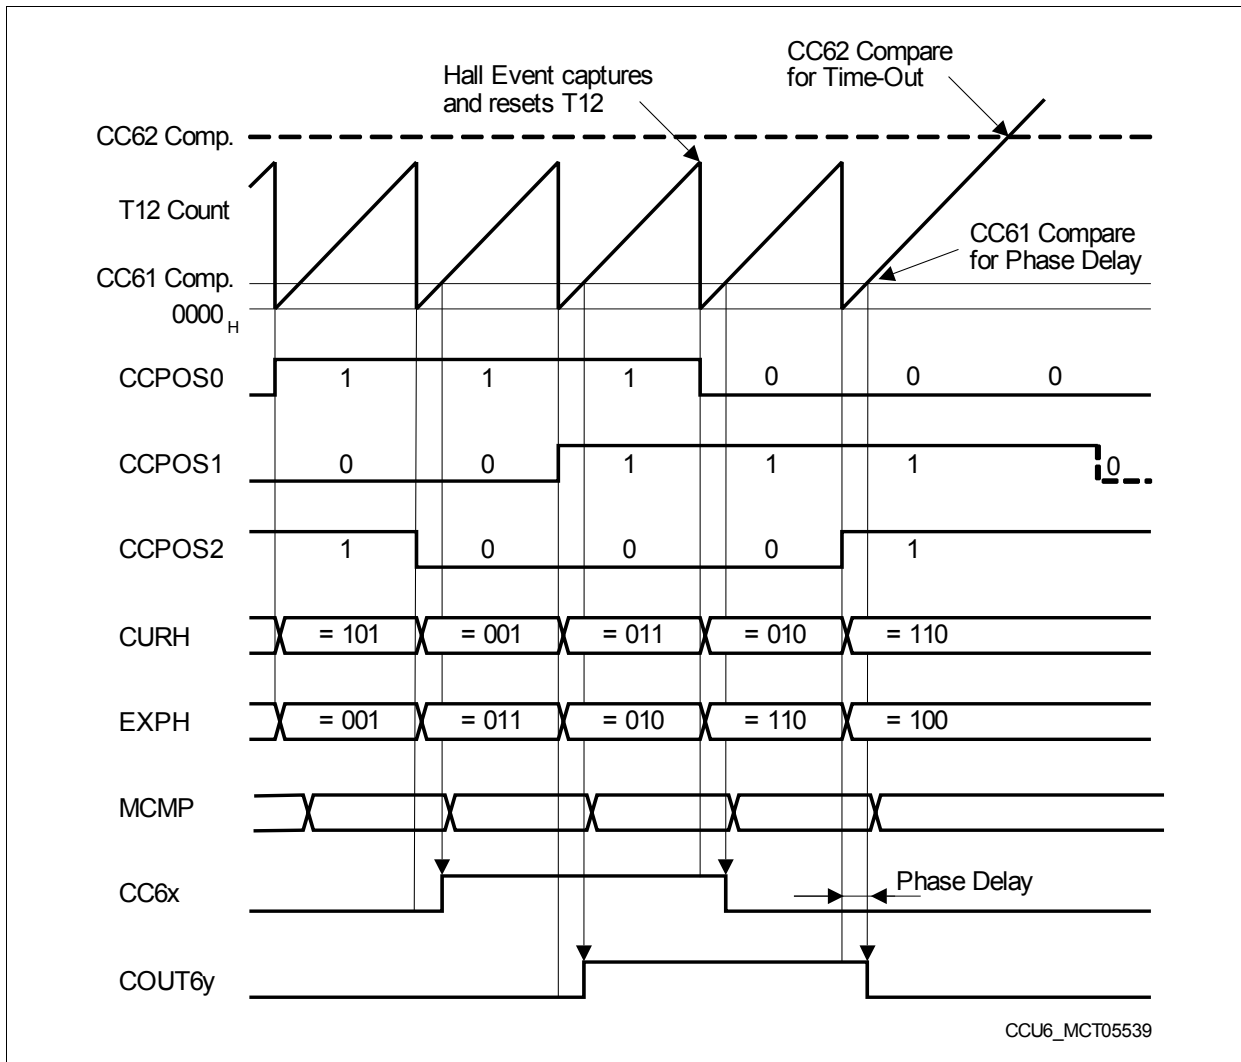 CC62 Compare
for Time-Out
Hall Event captures
and resets T12
CC62 Comp.
T12 Count
CC61 Compare
for Phase Delay
CC61 Comp.
0000 H
CCPOS0 1 1 1 0 0 0
CCPOS1 0 0 1 1 1 0
CCPOS2 1 0 0 0 1
CURH = 101 = 001 = 011 = 010 = 110
EXPH = 001 = 011 = 010 = 110 = 100
MCMP
CC6x Phase Delay
COUT6y
CCU6_MCT05539